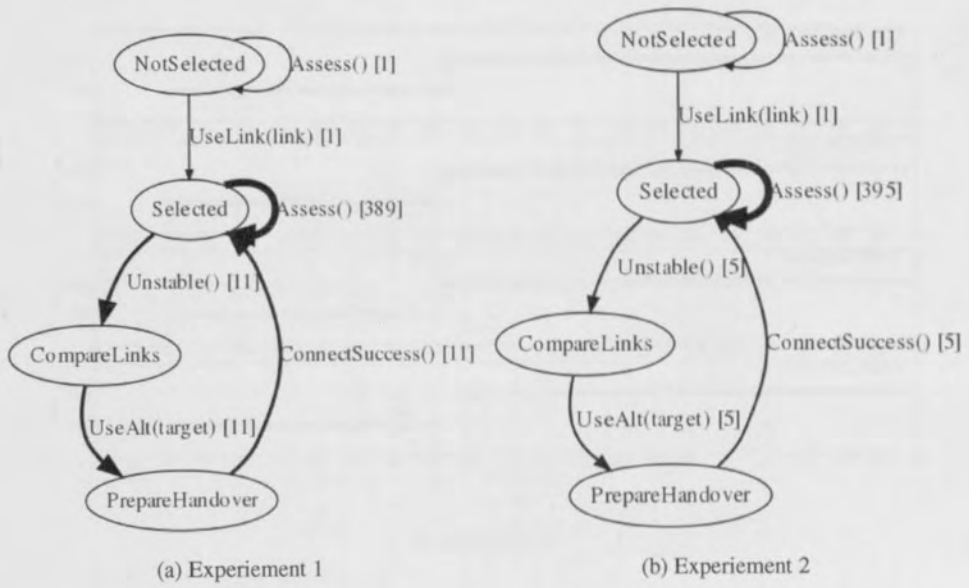 NotSelected
Assess() [1]
UseLink(link) [1]
Selected
Assess() [389]
Unstable() [11]
CompareLinks
ConnectSuccess() [11]
UseAlt(target) [11]
PrepareHandover
(a) Experiement 1
NotSelected
Assess() [1]
UseLink(link) [1]
Selected
Assess() [395]
Unstable() [5]
CompareLinks
ConnectSuccess() [5]
UseAlt(target) [5]
PrepareHandover
(b) Experiement 2